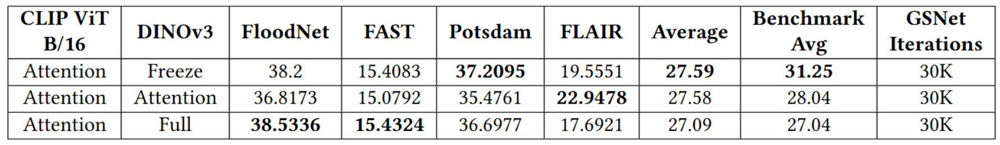 CLIP ViT B/16 DINOv3 FloodNet FAST Potsdam FLAIR Average Benchmark Avg GSNet Iterations
Attention Freeze 38.2 15.4083 37.2095 19.5551 27.59 31.25 30K
Attention Attention 36.8173 15.0792 35.4761 22.9478 27.58 28.04 30K
Attention Full 38.5336 15.4324 36.6977 17.6921 27.09 27.04 30K